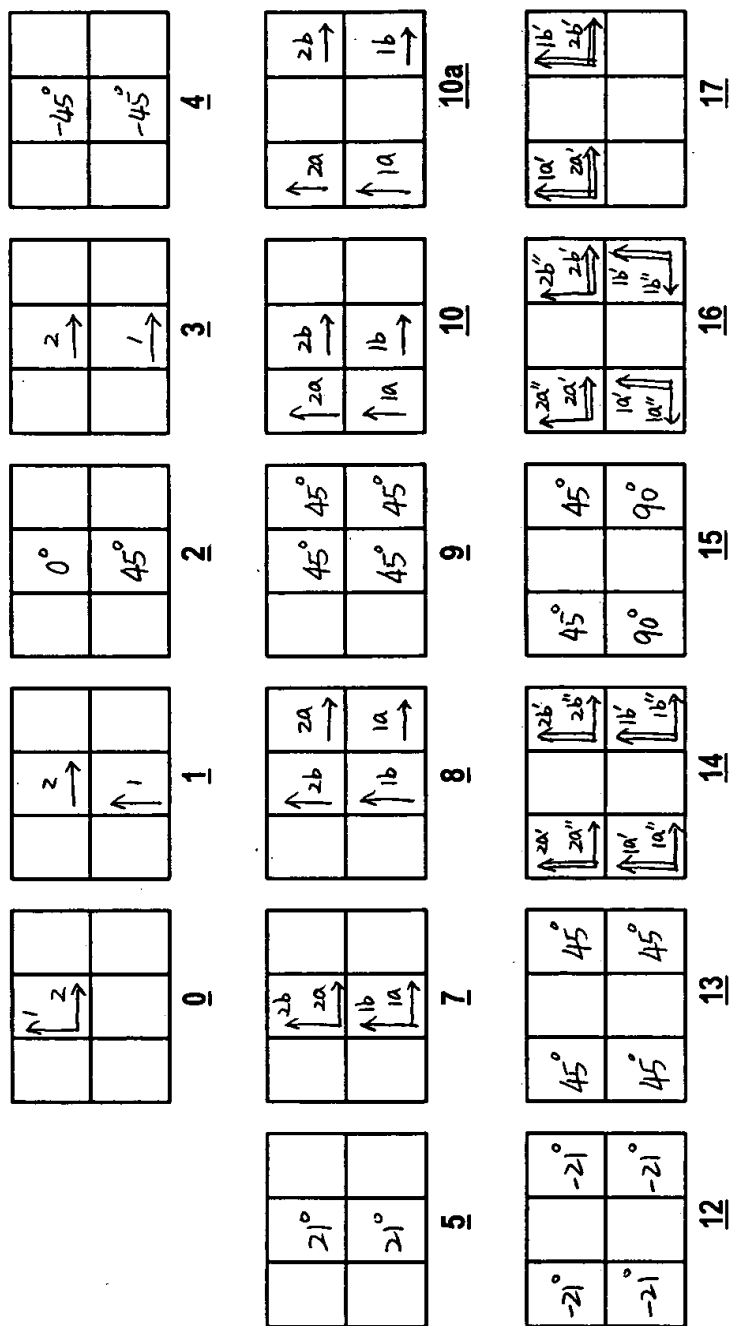 1
2
2
1
0°
45°
2
1
-45°
-45°
0
1
2
3
4
21°
21°
2b
2a
1b
1a
2b 2a
1b 1a
45° 45°
45° 45°
2a 2b
1a 1b
2a 2b
1a 1b
5
7
8
9
10
10a
-21° -21°
-21° -21°
45° 45°
45° 45°
2a' 2b'
2a" 2b"
1a' 1b'
1a" 1b"
45° 45°
90° 90°
2a" 2b"
2a' 2b'
1a' 1b'
1a" 1b"
1a' 1b'
2a' 2b'
12
13
14
15
16
17